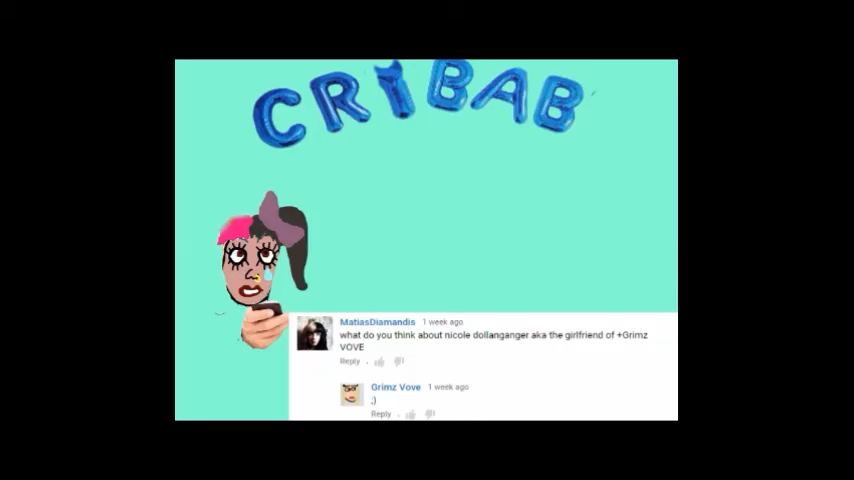 CRYBAB
MatiasDiamandis 1 week ago
what do you think about nicole dollanganger aka the girlfriend of +Grimz
VOVE
Reply
Grimz Vove 1 week ago
;)
Reply